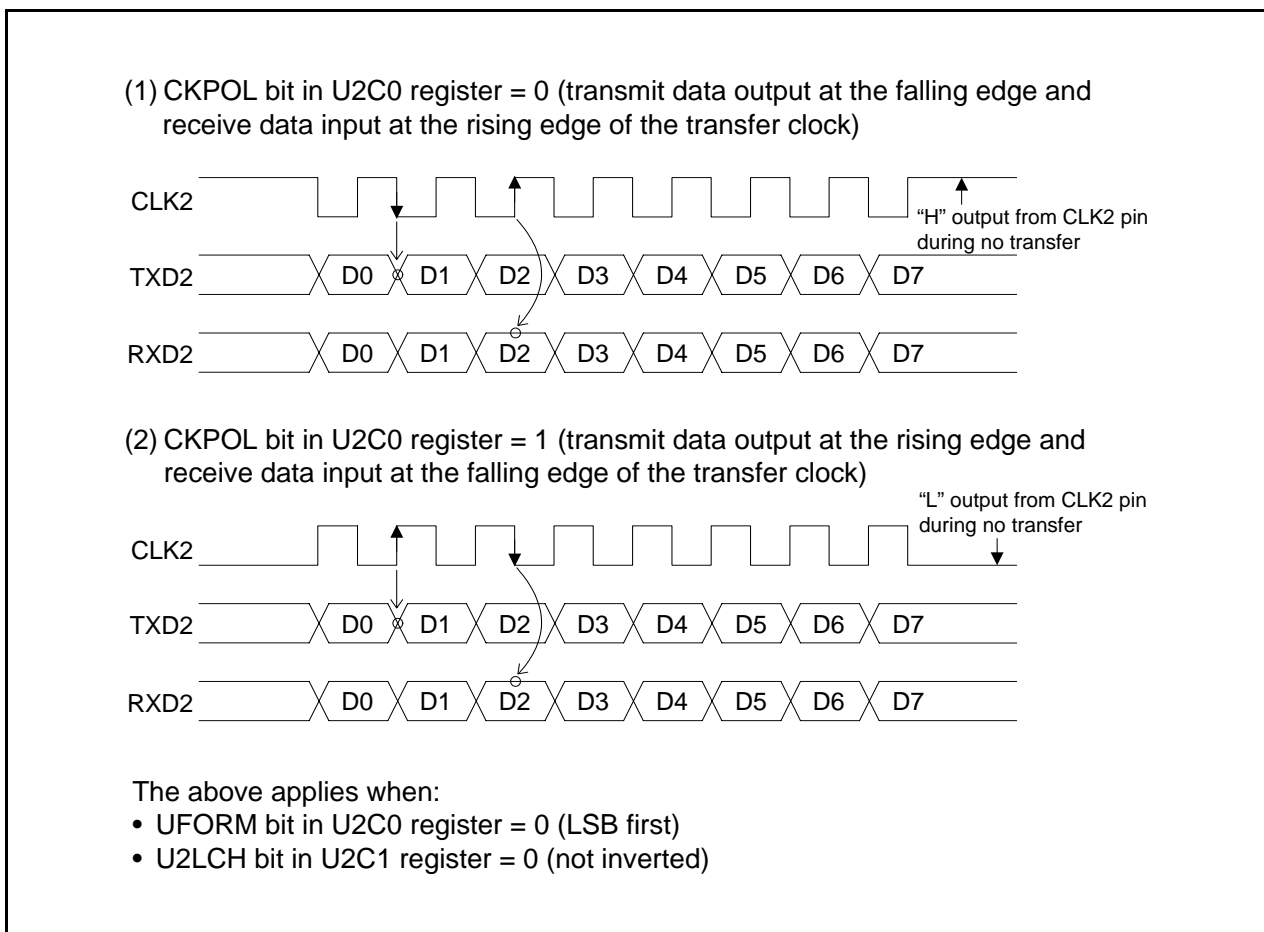 (1) CKPOL bit in U2C0 register = 0 (transmit data output at the falling edge and
receive data input at the rising edge of the transfer clock)
CLK2
“H” output from CLK2 pin
during no transfer
TXD2 D0 D1 D2 D3 D4 D5 D6 D7
RXD2 D0 D1 D2 D3 D4 D5 D6 D7
(2) CKPOL bit in U2C0 register = 1 (transmit data output at the rising edge and
receive data input at the falling edge of the transfer clock)
“L” output from CLK2 pin
during no transfer
CLK2
TXD2 D0 D1 D2 D3 D4 D5 D6 D7
RXD2 D0 D1 D2 D3 D4 D5 D6 D7
The above applies when:
• UFORM bit in U2C0 register = 0 (LSB first)
• U2LCH bit in U2C1 register = 0 (not inverted)